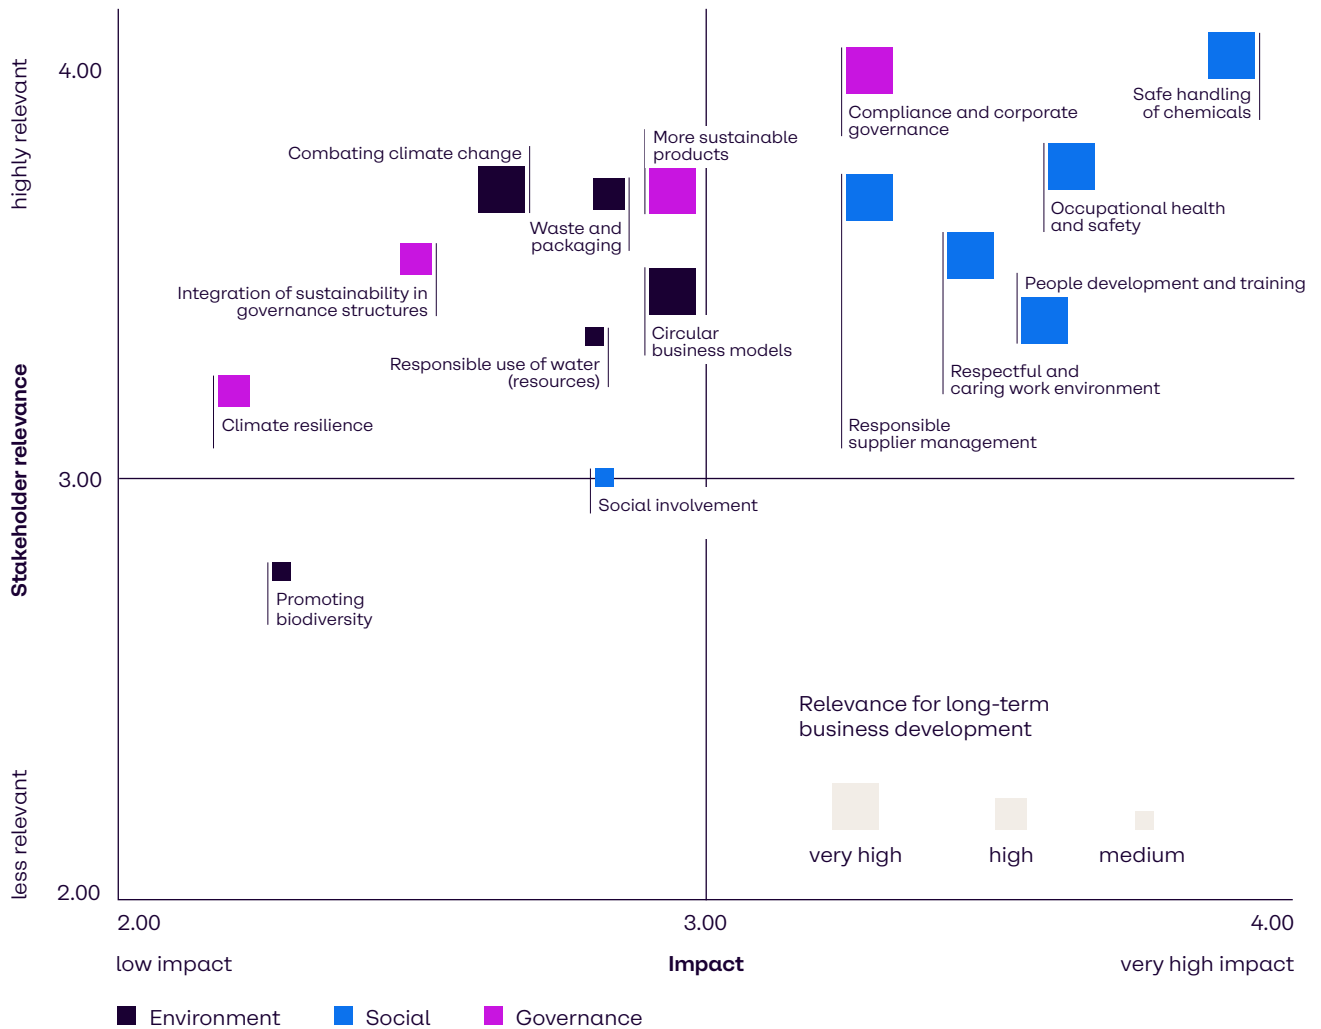 highly relevant
Stakeholder relevance
less relevant
4.00
3.00
2.00
Safe handling
of chemicals
Compliance and corporate
governance
More sustainable
products
Combating climate change
Occupational health
and safety
Waste and
packaging
People development and training
Integration of sustainability in
governance structures
Circular
business models
Responsible use of water
(resources)
Respectful and
caring work environment
Climate resilience
Responsible
supplier management
Social involvement
Promoting
biodiversity
Relevance for long-term
business development
very high
high
medium
2.00
3.00
4.00
low impact
Impact
very high impact
Environment
Social
Governance